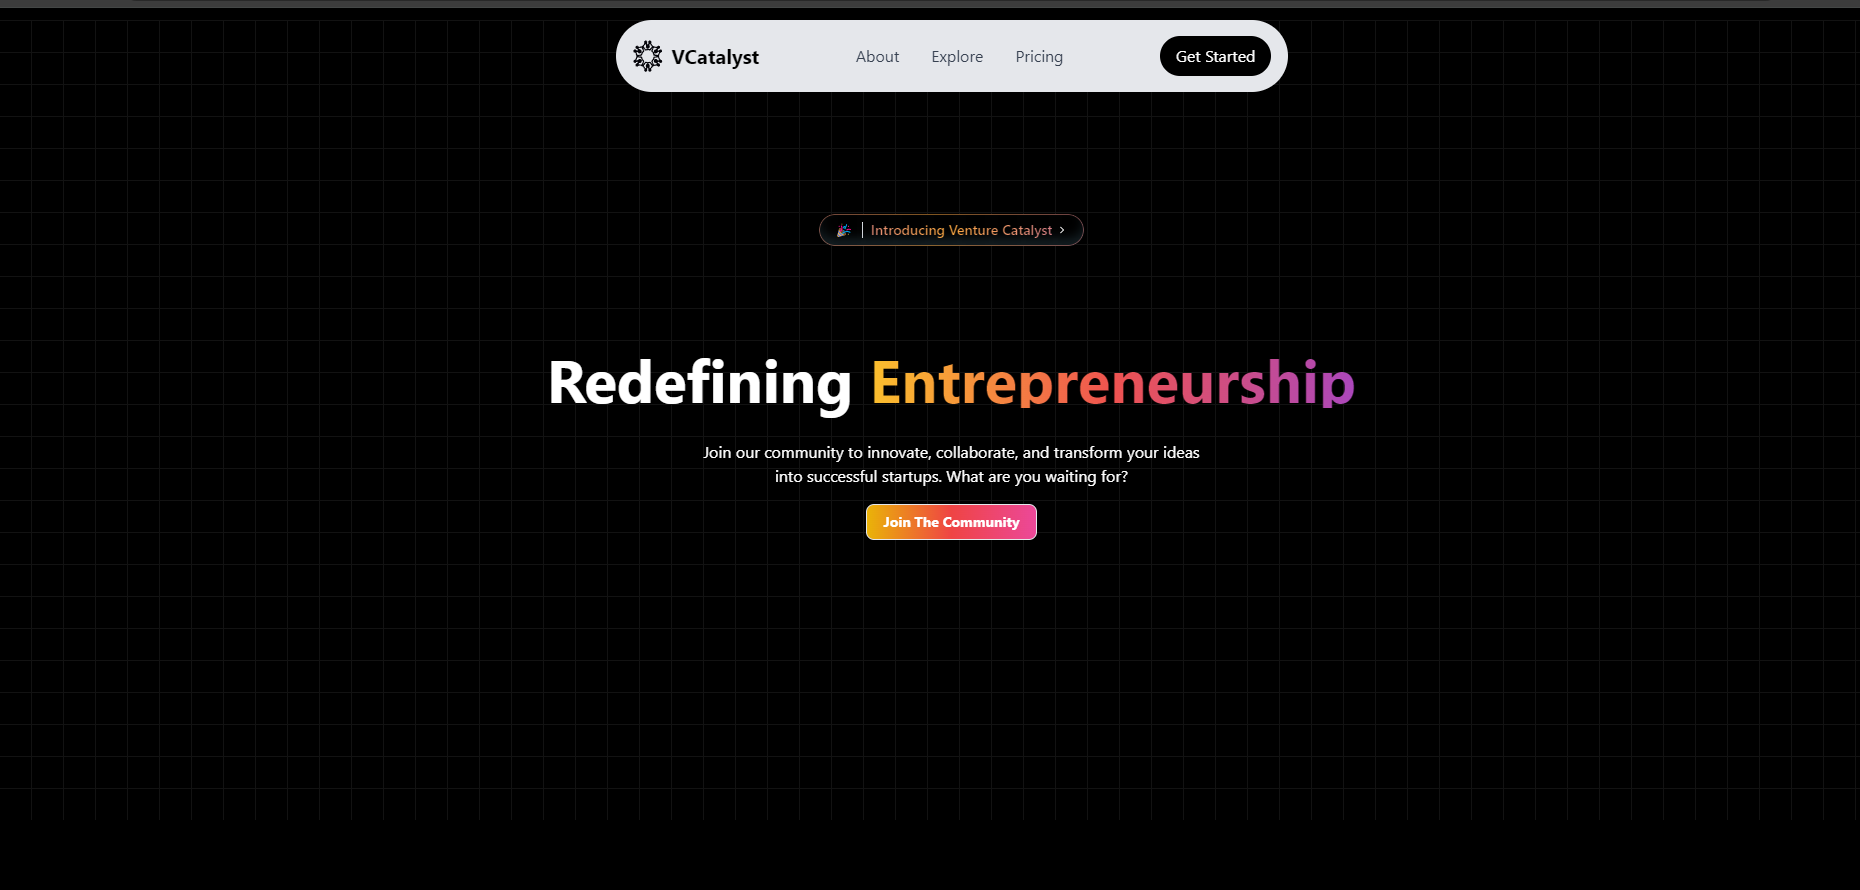 VCatalyst About Explore Pricing Get Started
🎉 | Introducing Venture Catalyst ›
Redefining Entrepreneurship
Join our community to innovate, collaborate, and transform your ideas
into successful startups. What are you waiting for?
Join The Community